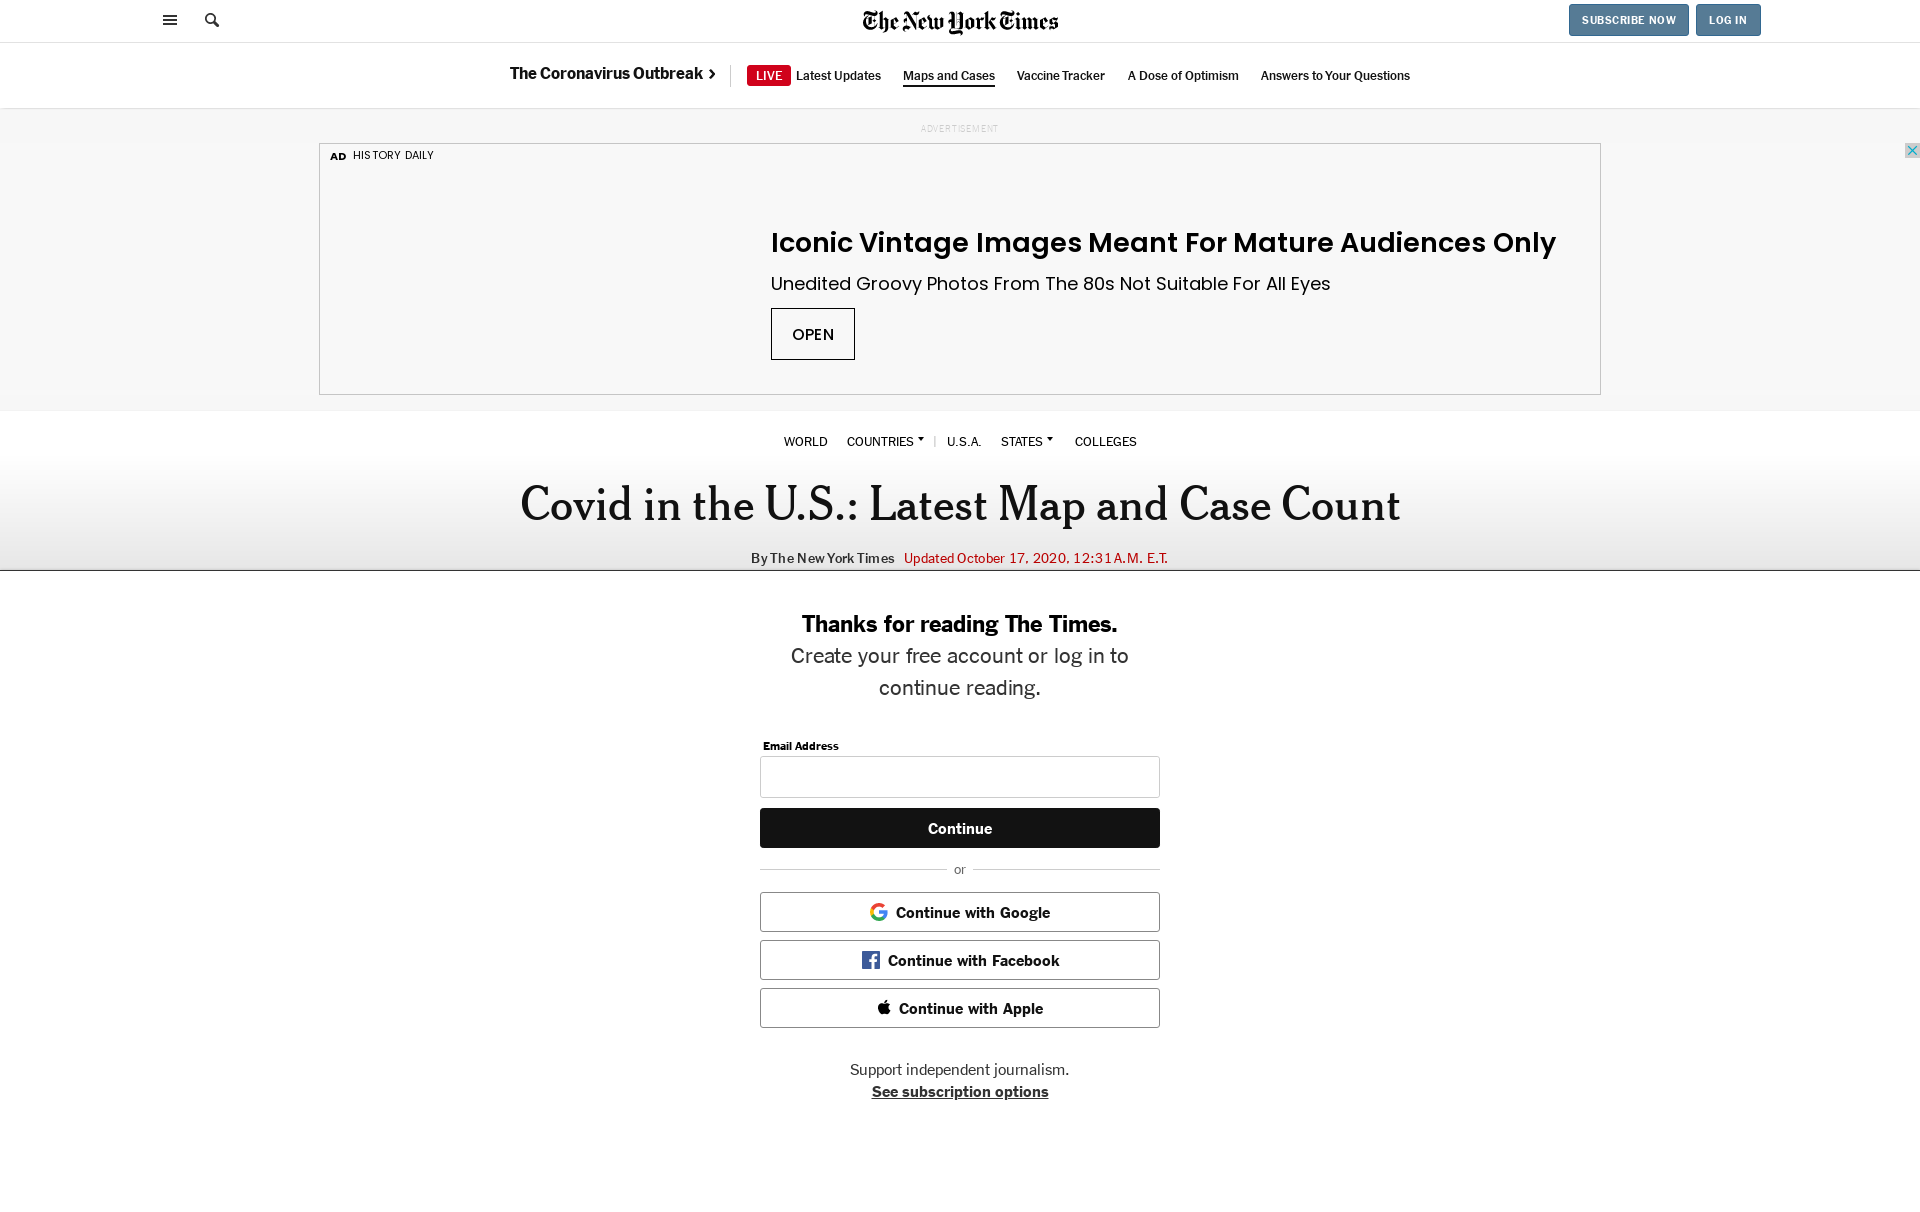 The New York Times
SUBSCRIBE NOW
LOG IN
The Coronavirus Outbreak
LIVE Latest Updates
Maps and Cases
Vaccine Tracker
A Dose of Optimism
Answers to Your Questions
ADVERTISEMENT
AD HISTORY DAILY
Iconic Vintage Images Meant For Mature Audiences Only
Unedited Groovy Photos From The 80s Not Suitable For All Eyes
OPEN
WORLD COUNTRIES | U.S.A. STATES COLLEGES
Covid in the U.S.: Latest Map and Case Count
By The New York Times Updated October 17, 2020, 12:31 A.M. E.T.
Thanks for reading The Times.
Create your free account or log in to
continue reading.
Email Address
Continue
or
Continue with Google
Continue with Facebook
Continue with Apple
Support independent journalism.
See subscription options